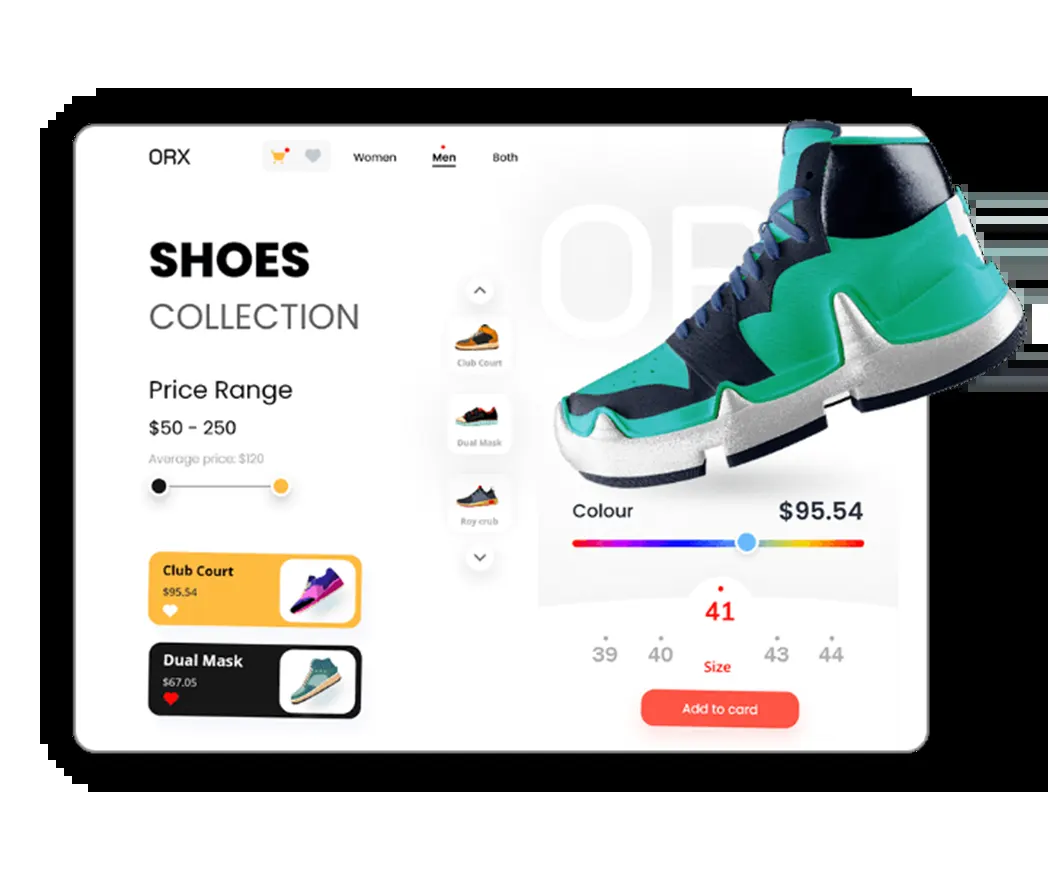 ORX
Women
Men
Both
SHOES
COLLECTION
Price Range
$50 - 250
Average price: $120
Club Court
$95.54
Dual Mask
$67.05
Club Court
Dual Mask
Roy crub
OR
Colour
$95.54
39
40
41
43
44
Size
Add to card